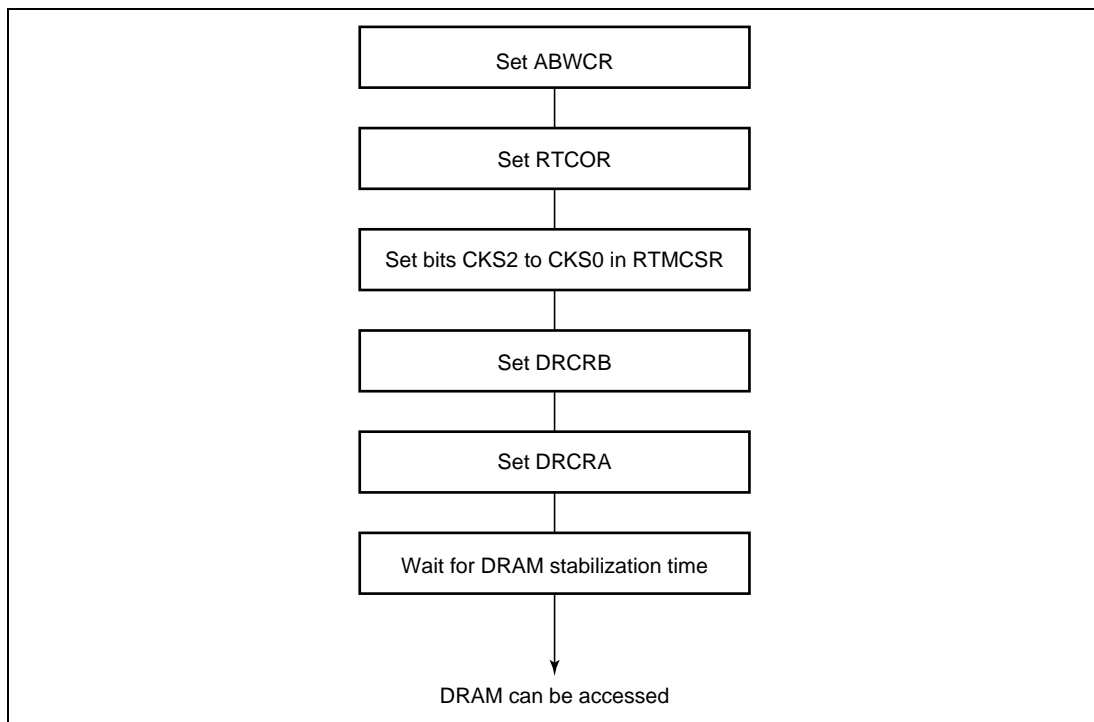 Set ABWCR
Set RTCOR
Set bits CKS2 to CKS0 in RTMCSR
Set DRCRB
Set DRCRA
Wait for DRAM stabilization time
DRAM can be accessed